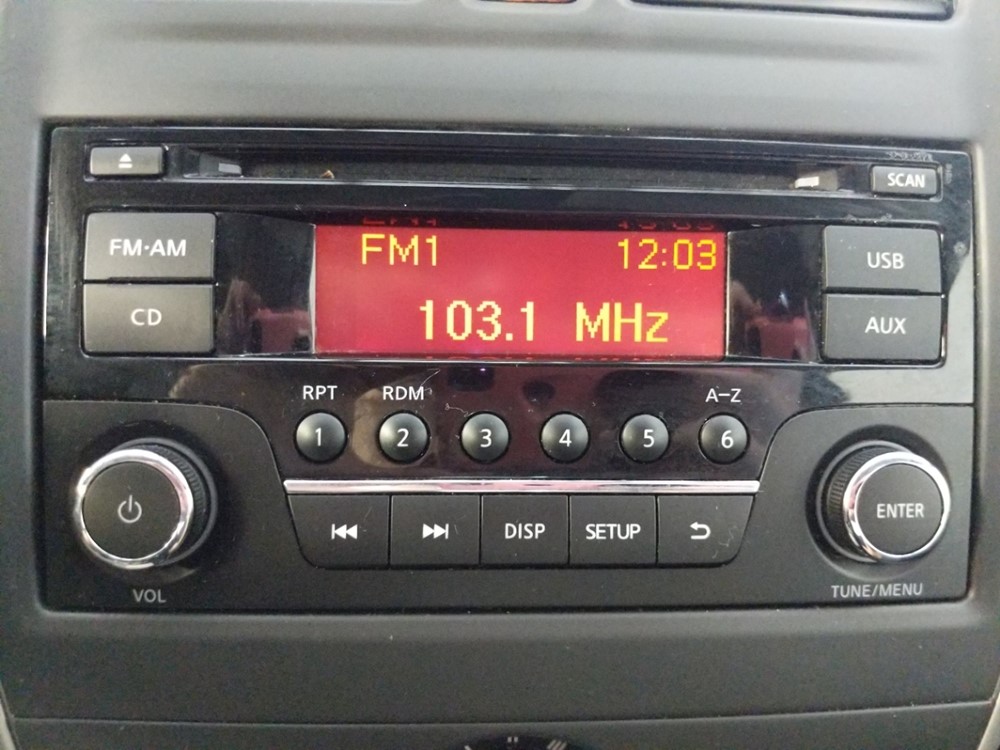 SCAN
FM·AM
FM1 12:03
USB
CD
103.1 MHz
AUX
RPT RDM A–Z
1 2 3 4 5 6
DISP SETUP
ENTER
VOL
TUNE/MENU